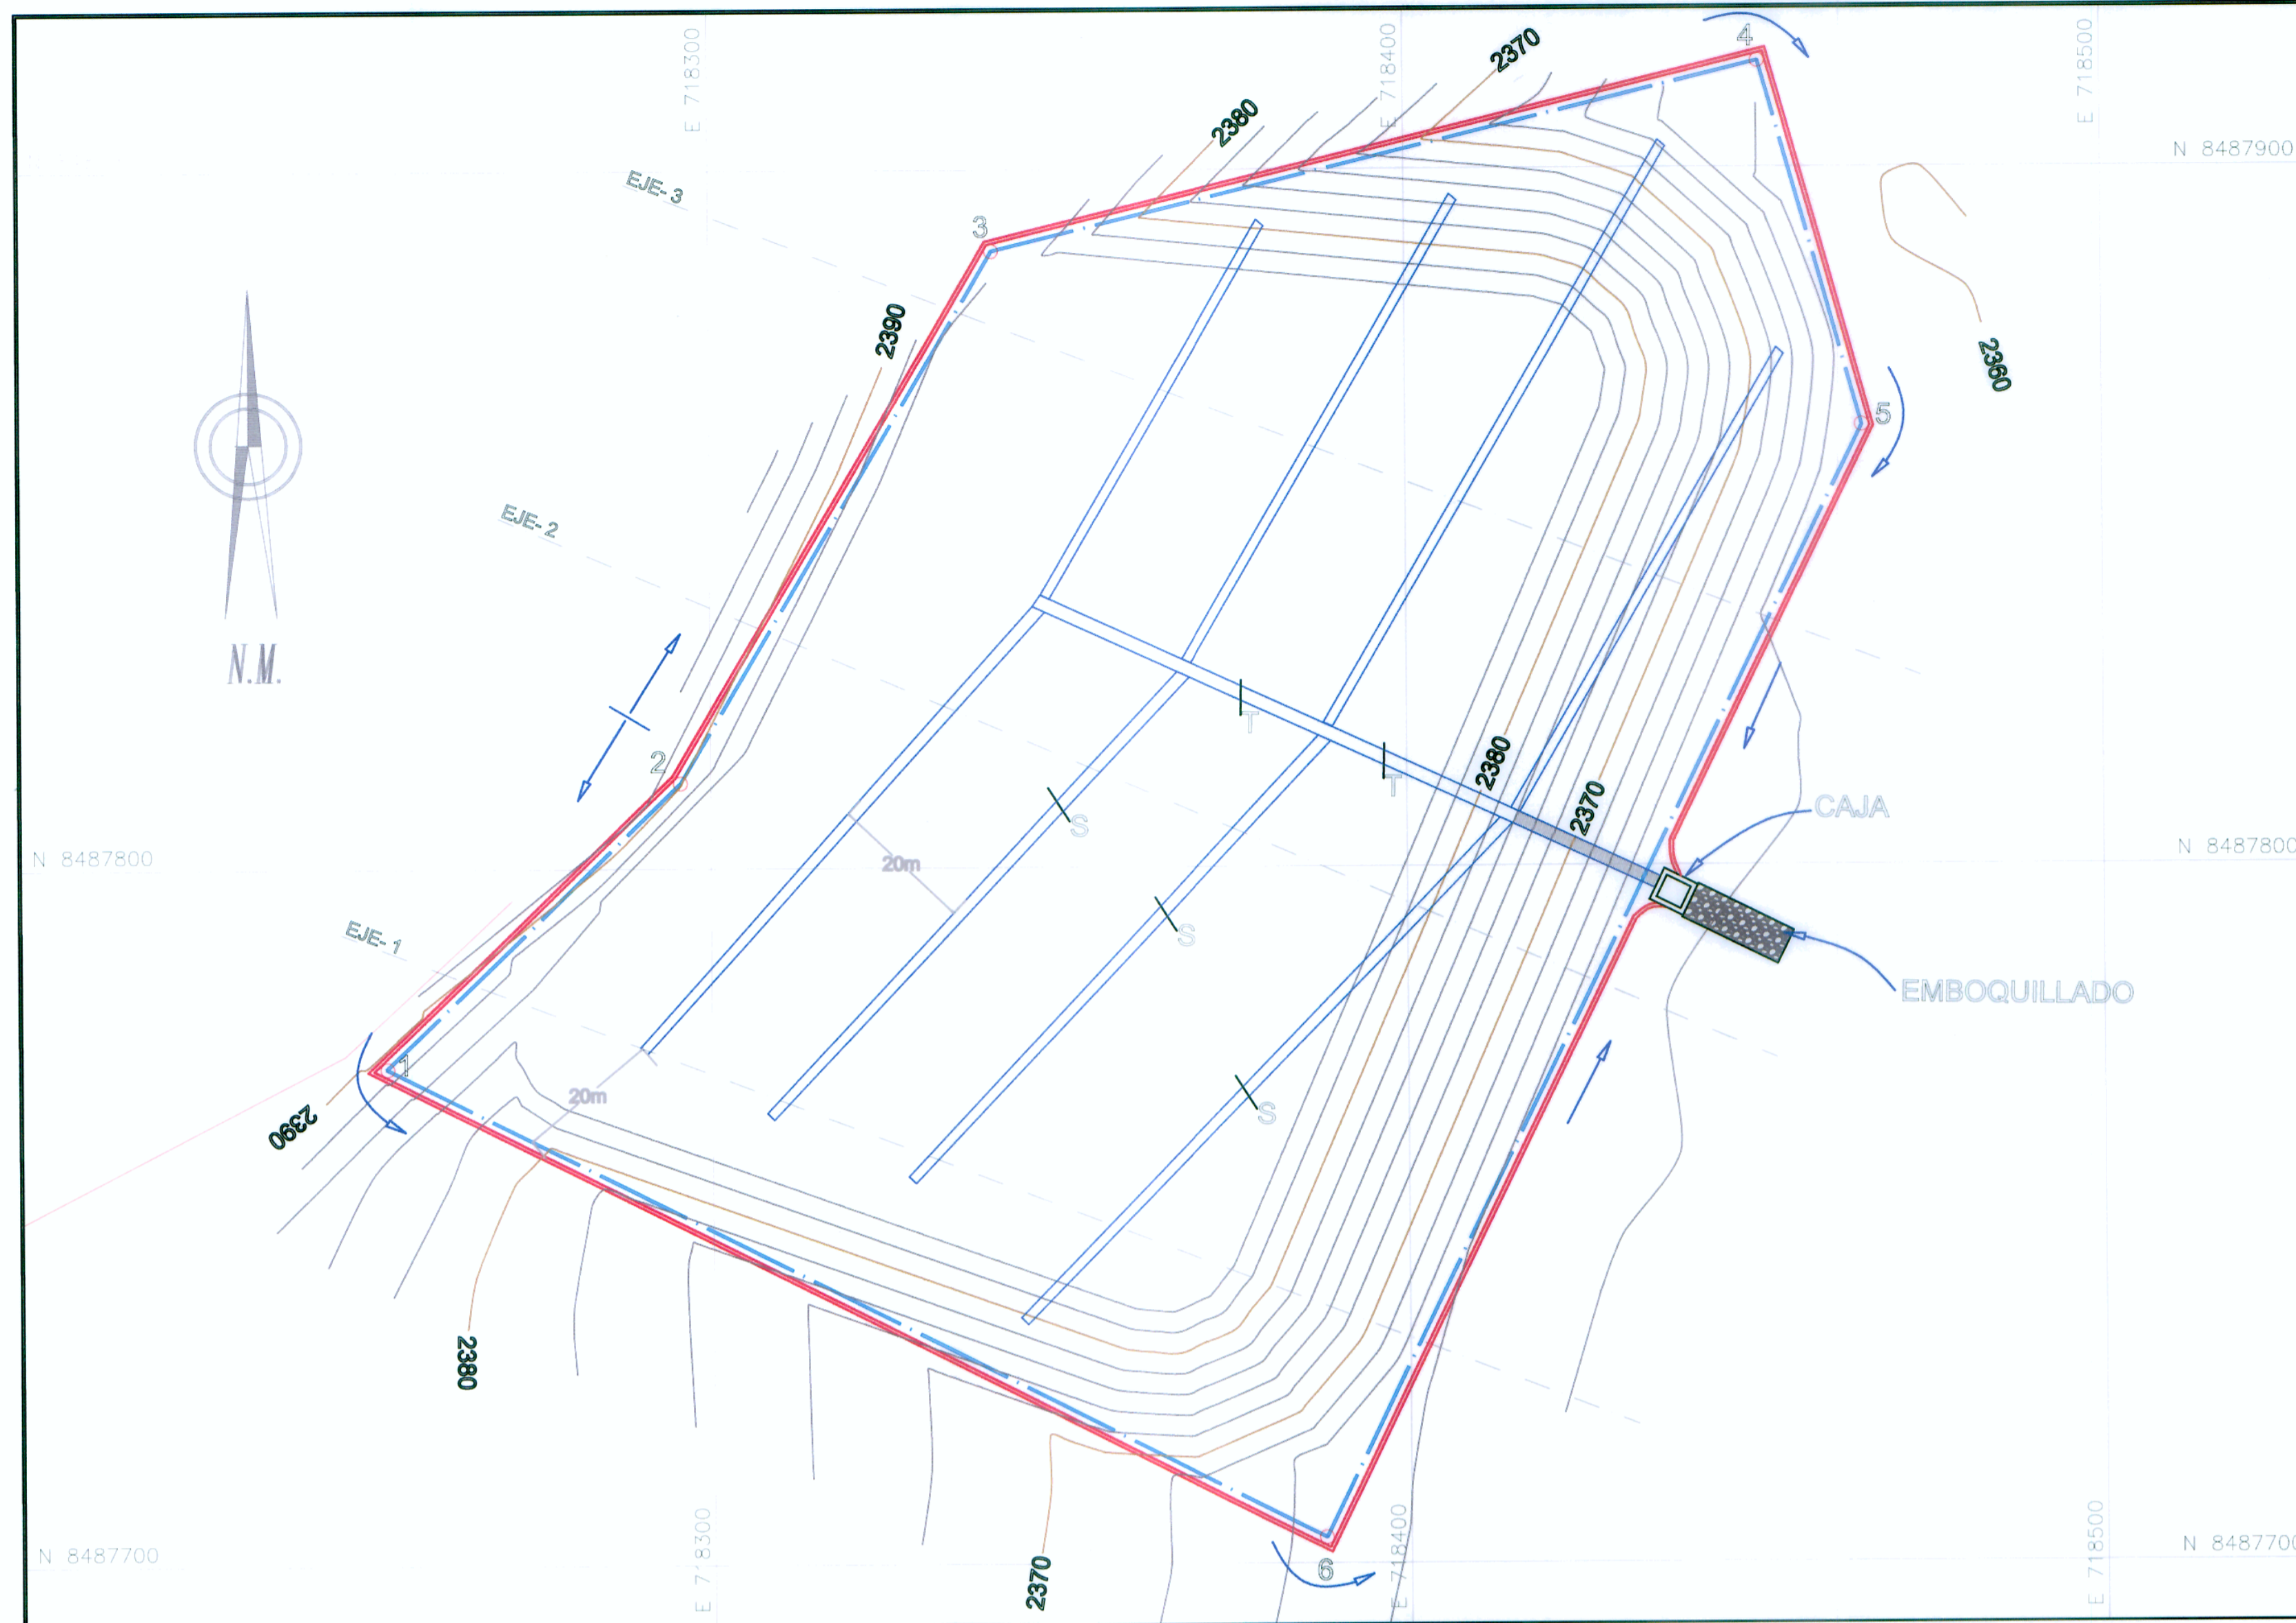 E 718300
E 718400
E 718500
4
2370
2380
N 8487900
EJE- 3
3
2390
2360
5
EJE- 2
N.M.
2
T
T
2380
2370
CAJA
S
N 8487800
20m
N 8487800
S
EJE- 1
EMBOQUILLADO
1
20m
S
2390
2380
E 718300
E 718400
E 718500
N 8487700
N 8487700
6
2370